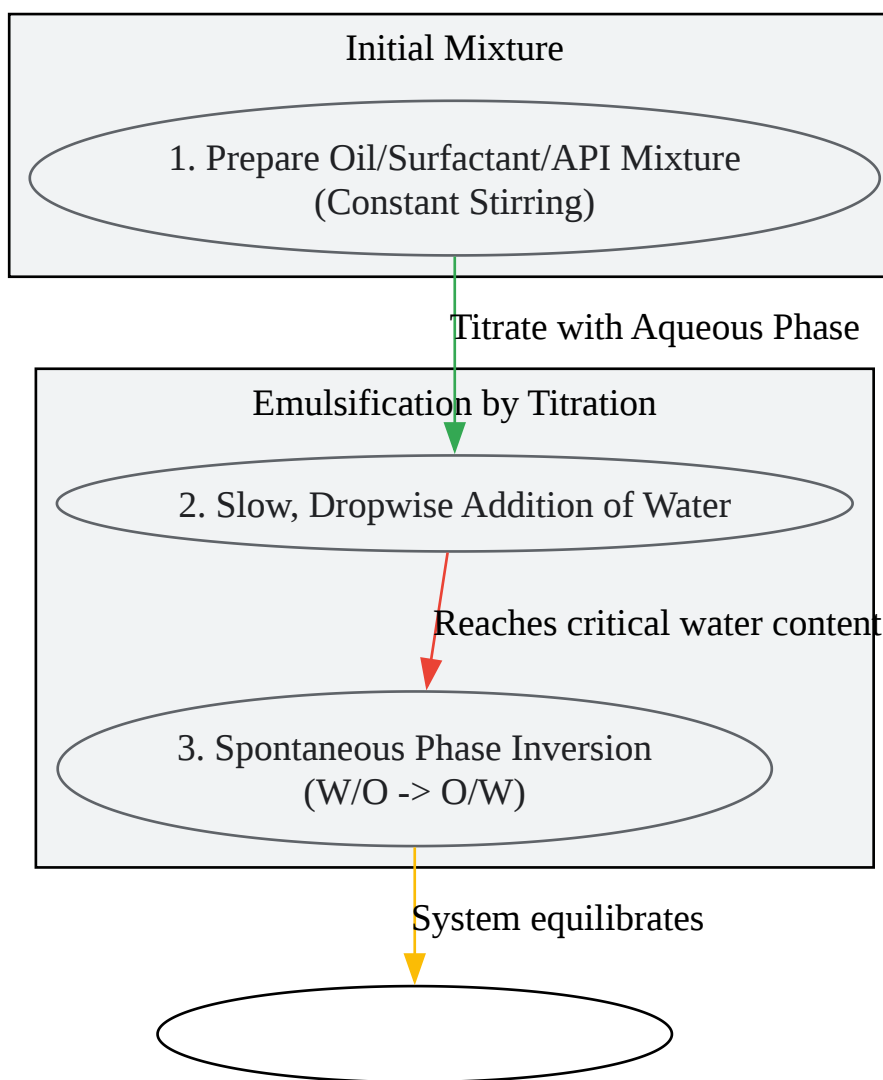 Initial Mixture
1. Prepare Oil/Surfactant/API Mixture
(Constant Stirring)
Titrate with Aqueous Phase
Emulsification by Titration
2. Slow, Dropwise Addition of Water
Reaches critical water content
3. Spontaneous Phase Inversion
(W/O -> O/W)
System equilibrates